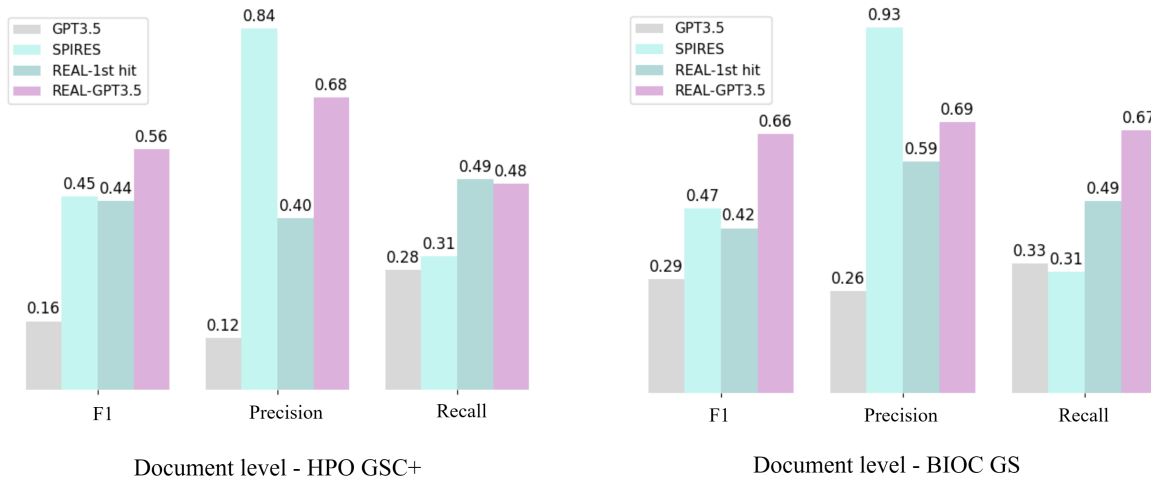 GPT3.5
SPIRES
REAL-1st hit
REAL-GPT3.5
0.16
0.45
0.44
0.56
0.12
0.84
0.40
0.68
0.28
0.31
0.49
0.48
F1
Precision
Recall
Document level - HPO GSC+
GPT3.5
SPIRES
REAL-1st hit
REAL-GPT3.5
0.29
0.47
0.42
0.66
0.26
0.93
0.59
0.69
0.33
0.31
0.49
0.67
F1
Precision
Recall
Document level - BIOC GS